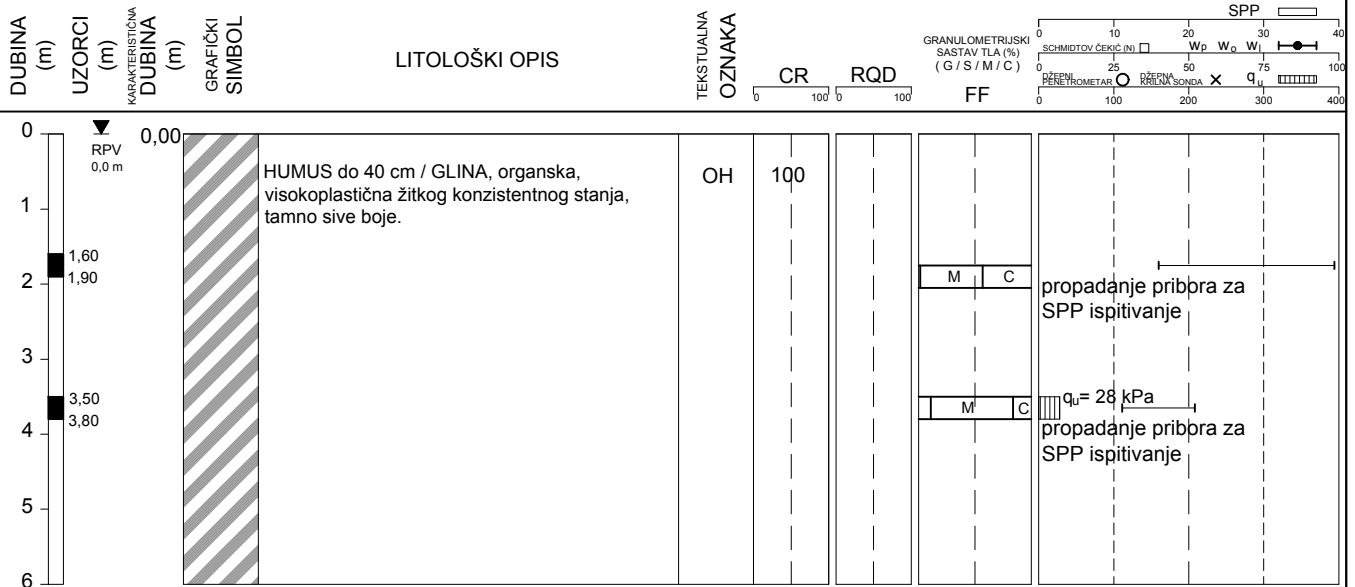 DUBINA
(m)
UZORCI
(m)
KARAKTERISTIČNA
DUBINA
(m)
GRAFIČKI
SIMBOL
LITOLOŠKI OPIS
TEKSTUALNA
OZNAKA
CR
0 100
RQD
0 100
GRANULOMETRIJSKI
SASTAV TLA (%)
( G / S / M / C )
FF
SPP
0 10 20 30 40
SCHMIDTOV ČEKIĆ (N) wP wo wl
0 25 50 75 100
DŽEPNI
PENETROMETAR
DŽEPNA
KRILNA SONDA
qu
0 100 200 300 400
0
RPV
0,0 m
0,00
HUMUS do 40 cm / GLINA, organska,
visokoplastična žitkog konzistentnog stanja,
tamno sive boje.
OH
100
1
1,60
1,90
2
M C
propadanje pribora za
SPP ispitivanje
3
3,50
3,80
M C
qu= 28 kPa
propadanje pribora za
SPP ispitivanje
4
5
6